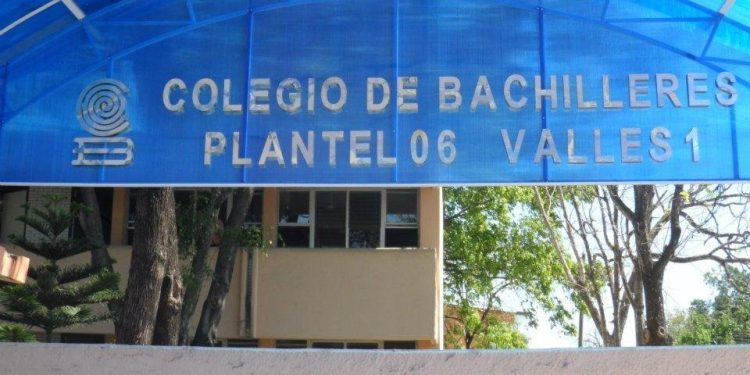 COLEGIO DE BACHILLERES
PLANTEL 06 VALLES 1